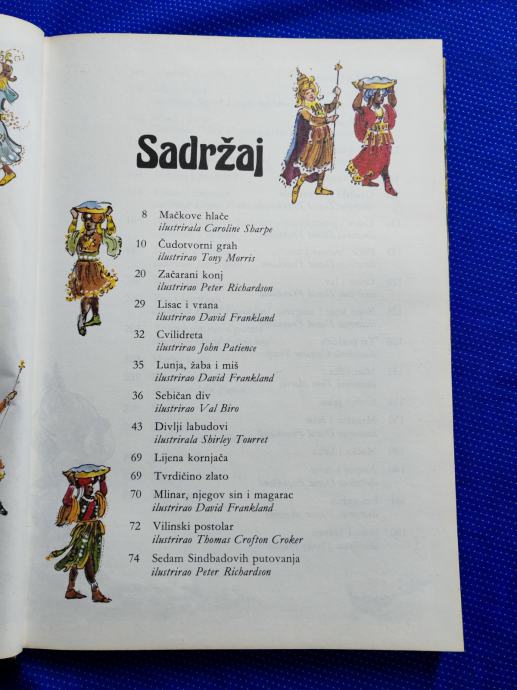 Sadržaj
8 Mačkove hlače
ilustrirala Caroline Sharpe
10 Čudotvorni grah
ilustrirao Tony Morris
20 Začarani konj
ilustrirao Peter Richardson
29 Lisac i vrana
ilustrirao David Frankland
32 Cvilidreta
ilustrirao John Patience
35 Lunja, žaba i miš
ilustrirao David Frankland
36 Sebičan div
ilustrirao Val Biro
43 Divlji labudovi
ilustrirala Shirley Tourret
69 Lijena kornjača
69 Tvrdičino zlato
70 Mlinar, njegov sin i magarac
ilustrirao David Frankland
72 Vilinski postolar
ilustrirao Thomas Crofton Croker
74 Sedam Sindbadovih putovanja
ilustrirao Peter Richardson